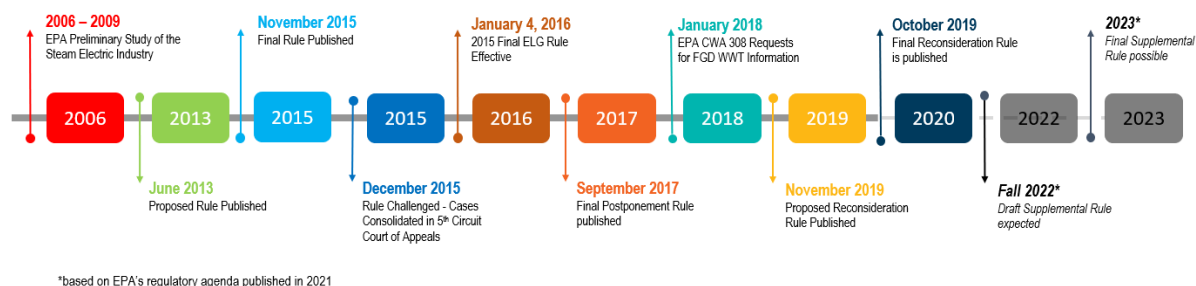 2006 – 2009
EPA Preliminary Study of the
Steam Electric Industry
November 2015
Final Rule Published
January 4, 2016
2015 Final ELG Rule
Effective
January 2018
EPA CWA 308 Requests
for FGD WWT Information
October 2019
Final Reconsideration Rule
is published
2023*
Final Supplemental
Rule possible
2006
2013
2015
2015
2016
2017
2018
2019
2020
2022
2023
June 2013
Proposed Rule Published
December 2015
Rule Challenged - Cases
Consolidated in 5th Circuit
Court of Appeals
September 2017
Final Postponement Rule
published
November 2019
Proposed Reconsideration
Rule Published
Fall 2022*
Draft Supplemental Rule
expected
*based on EPA's regulatory agenda published in 2021